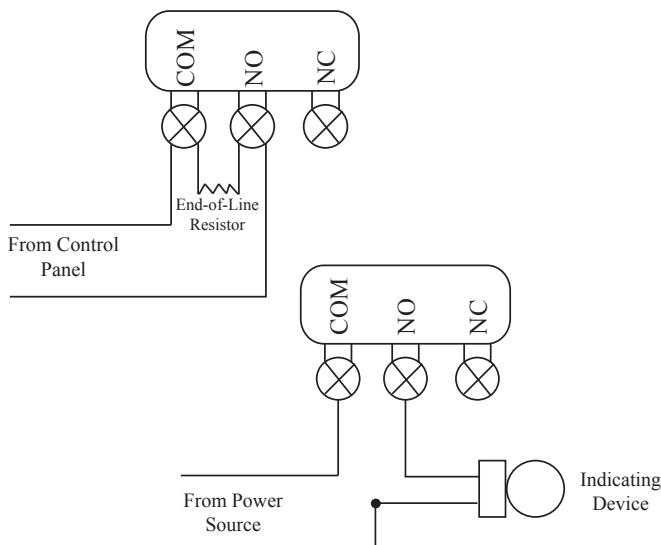 COM
NO
NC
End-of-Line
Resistor
From Control
Panel
COM
NO
NC
From Power
Source
Indicating
Device